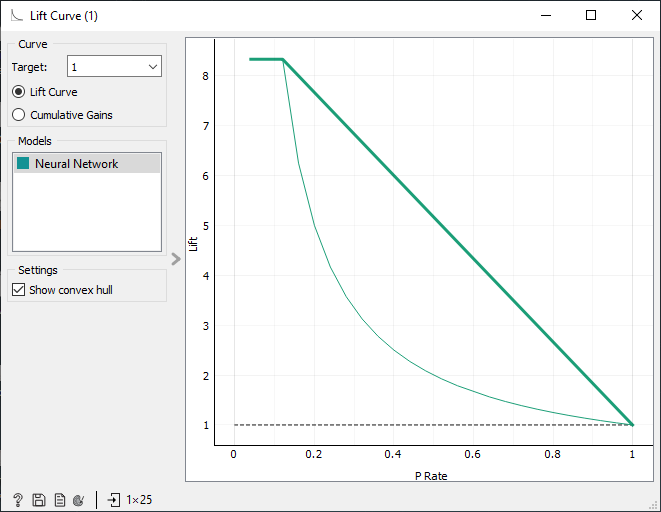 Lift Curve (1)
Curve
Target:
1
Lift Curve
Cumulative Gains
Models
Neural Network
Settings
Show convex hull
Lift
8
7
6
5
4
3
2
1
0
0.2
0.4
0.6
0.8
1
P Rate
?
1×25